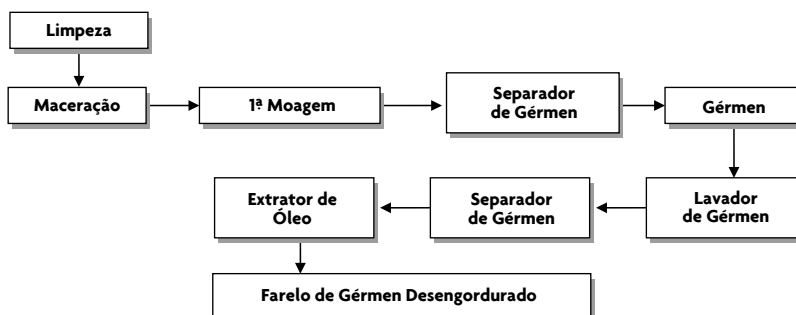 Limpeza
Maceração
1ª Moagem
Separador
de Gérmen
Gérmen
Lavador
de Gérmen
Separador
de Gérmen
Extrator de
Óleo
Farelo de Gérmen Desengordurado